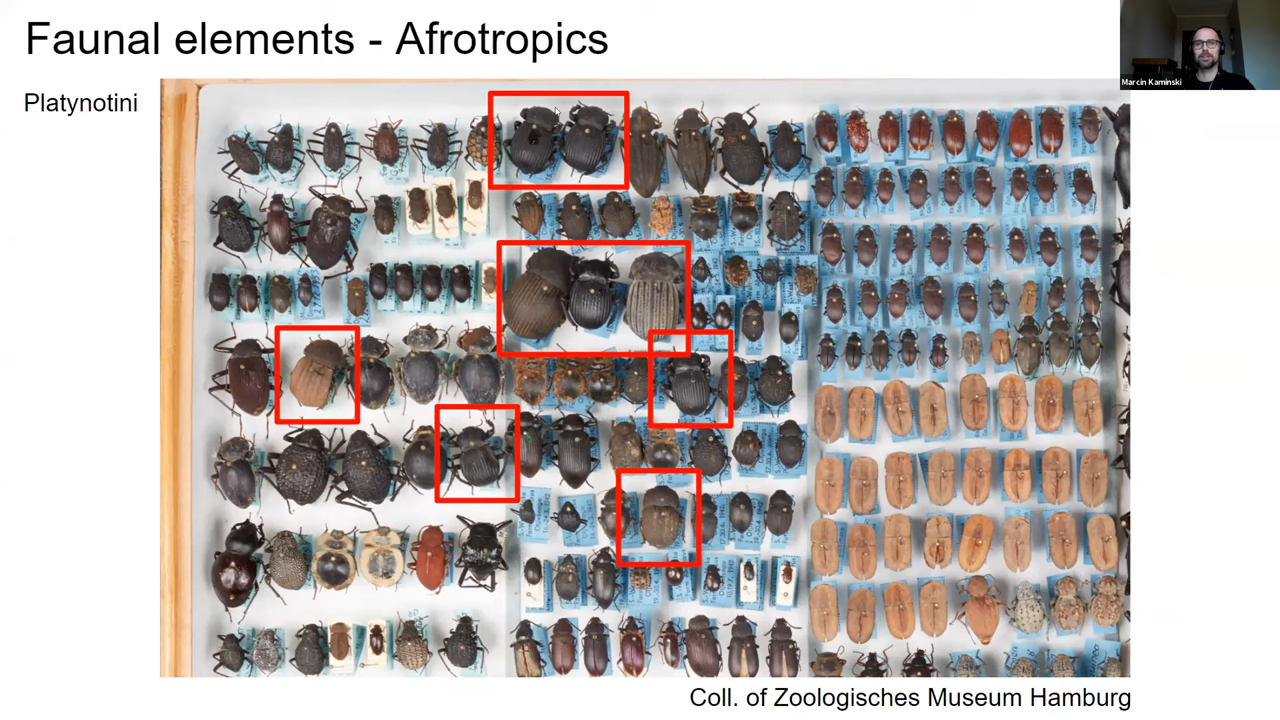 Faunal elements - Afrotropics
Marcin Kaminski
Platynotini
Coll. of Zoologisches Museum Hamburg